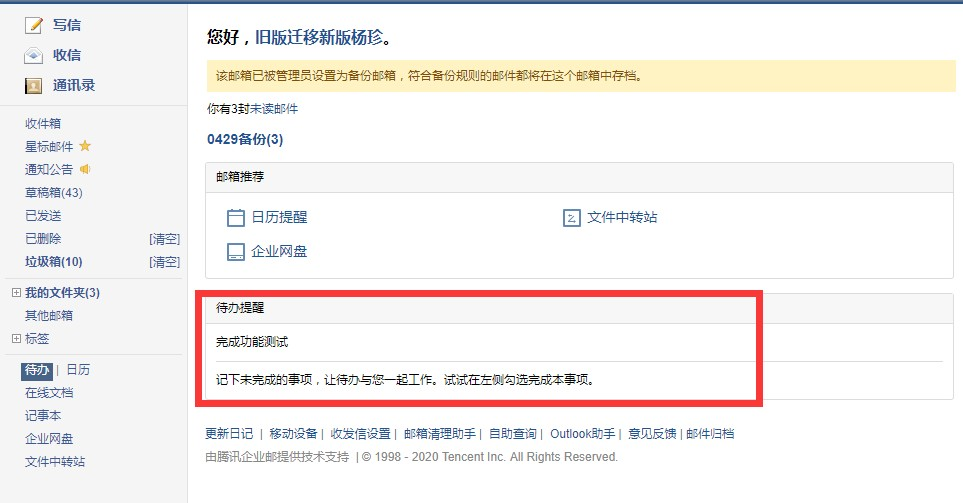 写信
收信
通讯录
收件箱
星标邮件
通知公告
草稿箱(43)
已发送
已删除 [清空]
垃圾箱(10) [清空]
我的文件夹(3)
其他邮箱
标签
待办 | 日历
在线文档
记事本
企业网盘
文件中转站
您好，旧版迁移新版杨珍。
该邮箱已被管理员设置为备份邮箱，符合备份规则的邮件都将在这个邮箱中存档。
你有3封未读邮件
0429备份(3)
邮箱推荐
日历提醒 文件中转站
企业网盘
待办提醒
完成功能测试
记下未完成的事项，让待办与您一起工作。试试在左侧勾选完成本事项。
更新日记 | 移动设备 | 收发信设置 | 邮箱清理助手 | 自助查询 | Outlook助手 | 意见反馈 | 邮件归档
由腾讯企业邮提供技术支持 | © 1998 - 2020 Tencent Inc. All Rights Reserved.